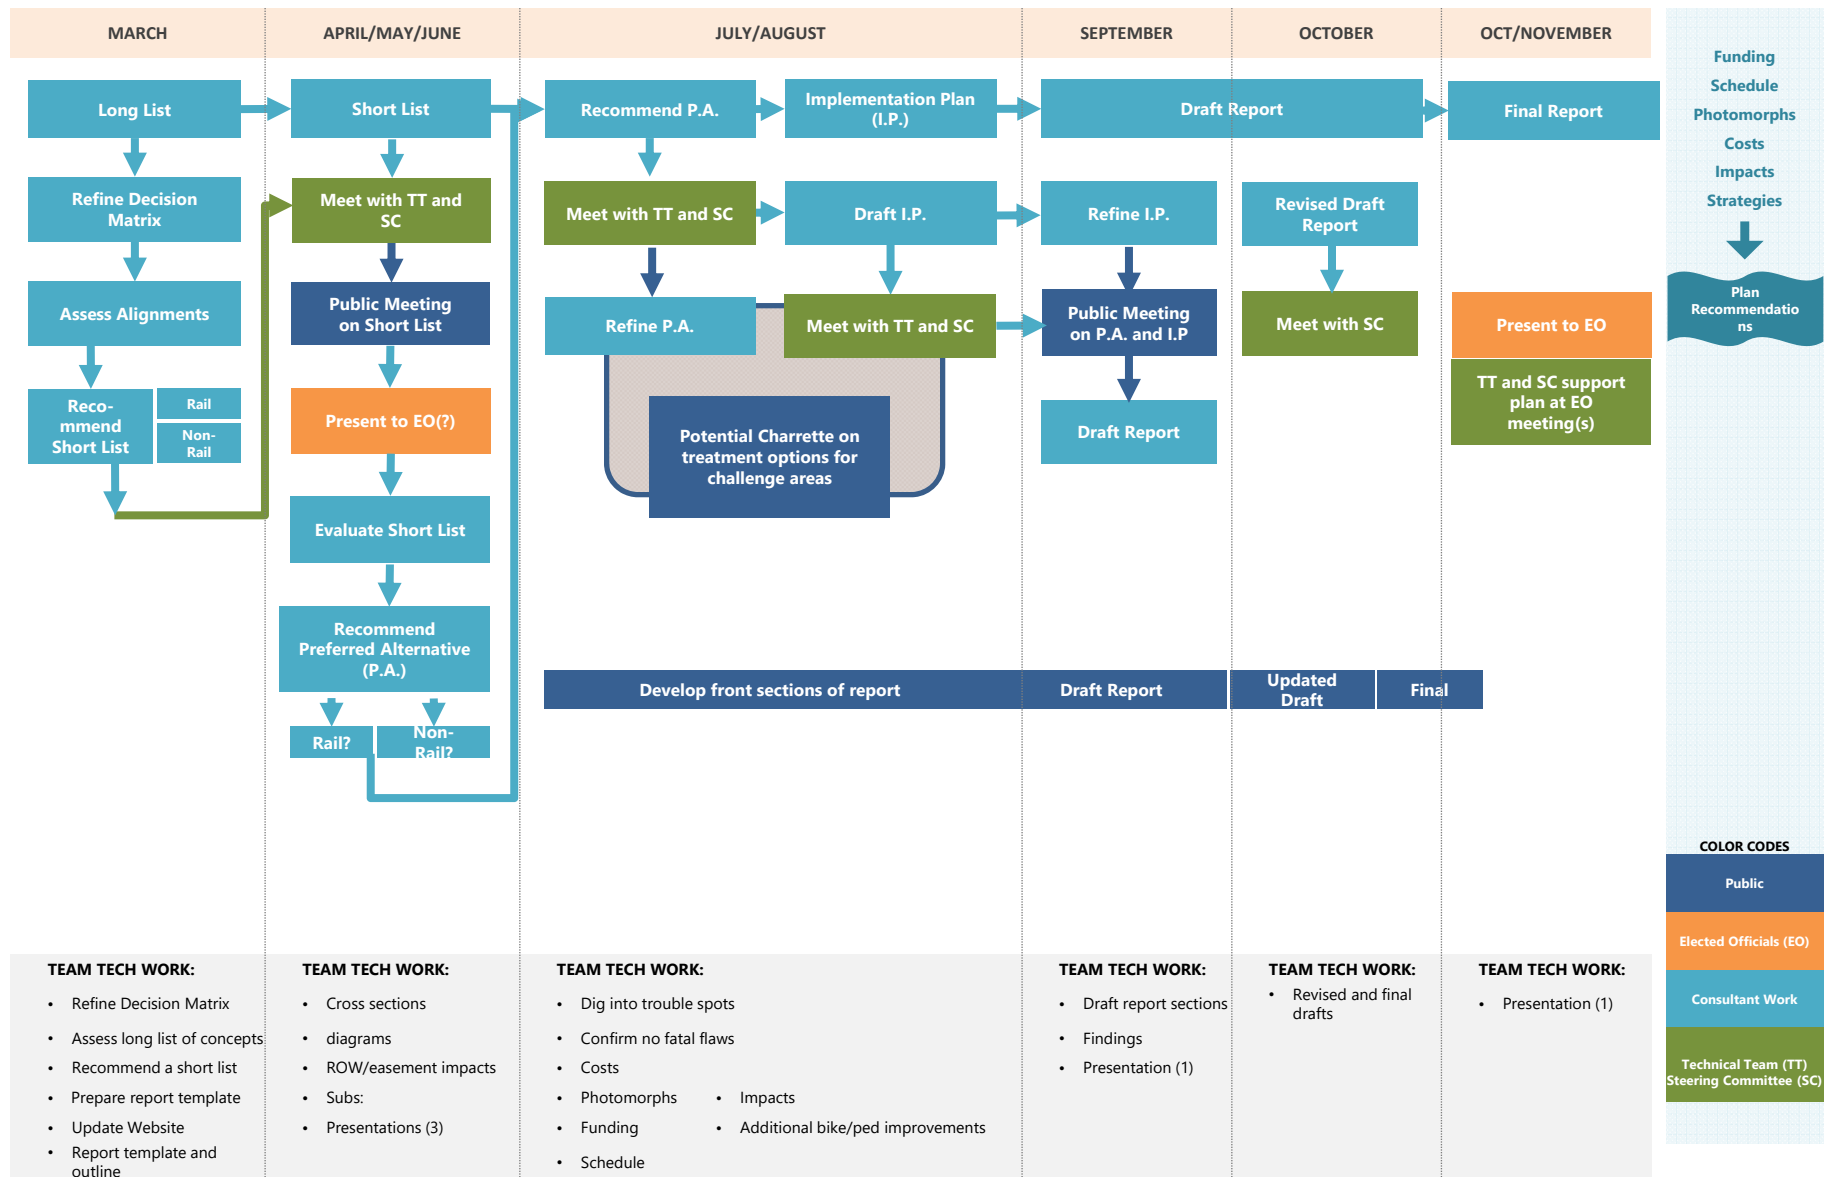 MARCH
APRIL/MAY/JUNE
JULY/AUGUST
SEPTEMBER
OCTOBER
OCT/NOVEMBER
Long List
Refine Decision
Matrix
Assess Alignments
Reco-
mmend
Short List
Rail
Non-
Rail
Short List
Meet with TT and
SC
Public Meeting
on Short List
Present to EO(?)
Evaluate Short List
Recommend
Preferred Alternative
(P.A.)
Rail?
Non-
Rail?
Recommend P.A.
Implementation Plan
(I.P.)
Meet with TT and SC
Draft I.P.
Refine P.A.
Meet with TT and SC
Potential Charrette on
treatment options for
challenge areas
Draft Report
Refine I.P.
Public Meeting
on P.A. and I.P
Draft Report
Revised Draft
Report
Meet with SC
Final Report
Present to EO
TT and SC support
plan at EO
meeting(s)
Develop front sections of report
Draft Report
Updated
Draft
Final
Funding
Schedule
Photomorphs
Costs
Impacts
Strategies
Plan
Recommendatio
ns
COLOR CODES
Public
Elected Officials (EO)
Consultant Work
Technical Team (TT)
Steering Committee (SC)
TEAM TECH WORK:
• Refine Decision Matrix
• Assess long list of concepts
• Recommend a short list
• Prepare report template
• Update Website
• Report template and
outline
TEAM TECH WORK:
• Cross sections
• diagrams
• ROW/easement impacts
• Subs:
• Presentations (3)
TEAM TECH WORK:
• Dig into trouble spots
• Confirm no fatal flaws
• Costs
• Photomorphs
• Funding
• Schedule
• Impacts
• Additional bike/ped improvements
TEAM TECH WORK:
• Draft report sections
• Findings
• Presentation (1)
TEAM TECH WORK:
• Revised and final
drafts
TEAM TECH WORK:
• Presentation (1)